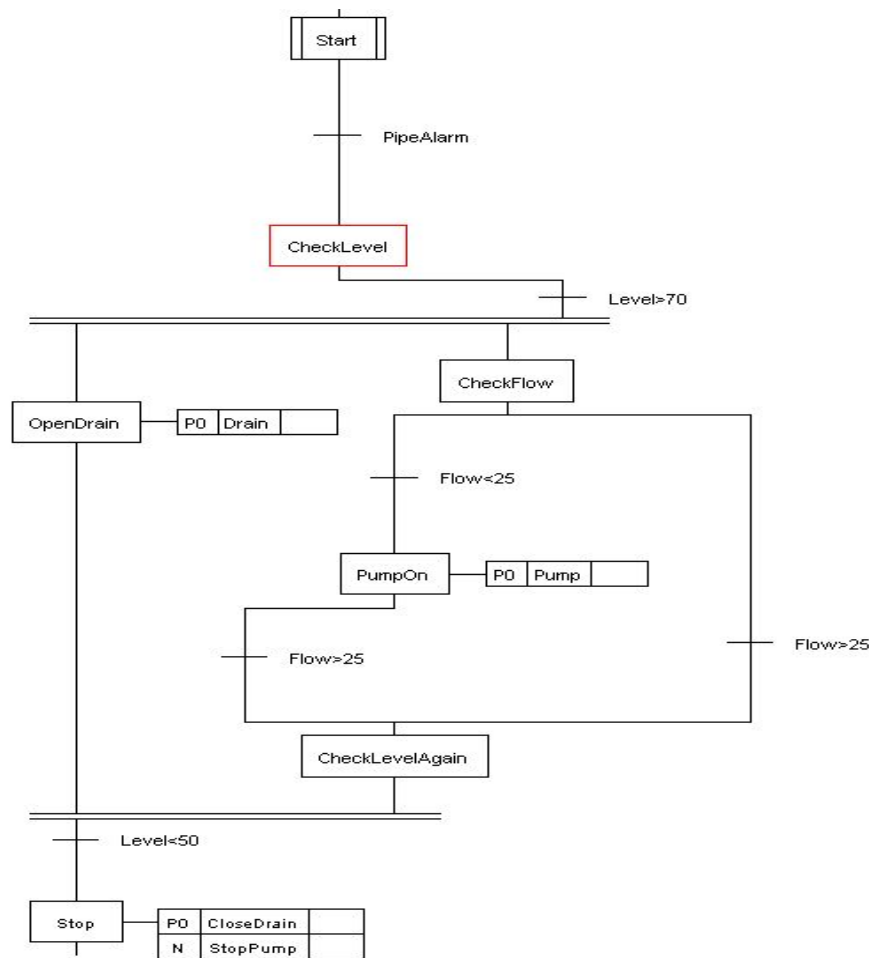 Start
PipeAlarm
CheckLevel
Level>70
CheckFlow
OpenDrain
P0 Drain
Flow<25
PumpOn
P0 Pump
Flow>25
Flow>25
CheckLevelAgain
Level<50
Stop
P0 CloseDrain
N StopPump